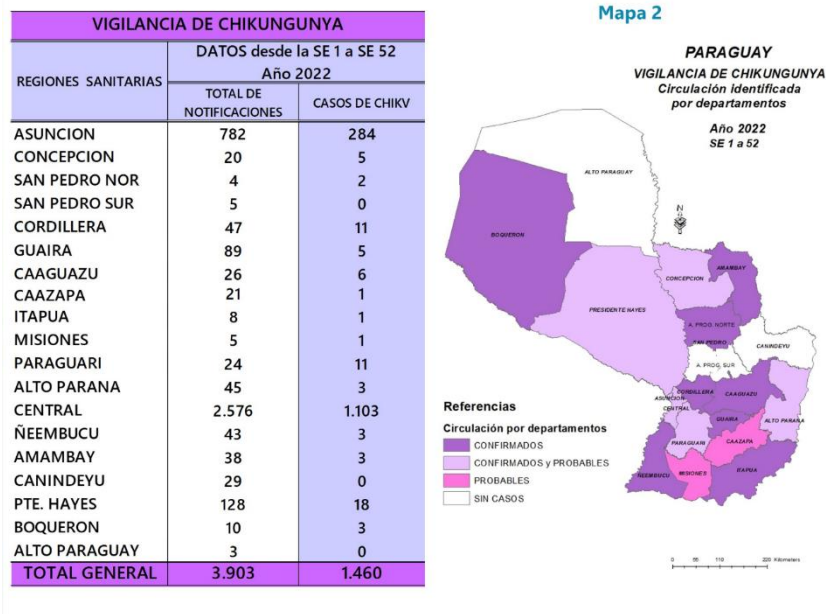 VIGILANCIA DE CHIKUNGUNYA
REGIONES SANITARIAS
DATOS desde la SE 1 a SE 52
Año 2022
TOTAL DE
NOTIFICACIONES
CASOS DE CHIKV
ASUNCION 782 284
CONCEPCION 20 5
SAN PEDRO NOR 4 2
SAN PEDRO SUR 5 0
CORDILLERA 47 11
GUAIRA 89 5
CAAGUAZU 26 6
CAAZAPA 21 1
ITAPUA 8 1
MISIONES 5 1
PARAGUARI 24 11
ALTO PARANA 45 3
CENTRAL 2.576 1.103
ÑEEMBUCU 43 3
AMAMBAY 38 3
CANINDEYU 29 0
PTE. HAYES 128 18
BOQUERON 10 3
ALTO PARAGUAY 3 0
TOTAL GENERAL 3.903 1.460
Mapa 2
PARAGUAY
VIGILANCIA DE CHIKUNGUNYA
Circulación identificada
por departamentos
Año 2022
SE 1 a 52
ALTO PARAGUAY
N
BOQUERON
AMAMBAY
CONCEPCION
PRESIDENTE HAYES
A. PROG. NORTE
SAN PEDRO
CANINDEYU
A. PROG. SUR
CORDILLERA
ASUNCION
CAAGUAZU
CENTRAL
GUAIRA
ALTO PARANA
CAAZAPA
PARAGUARI
ÑEEMBUCU
MISIONES
ITAPUA
Referencias
Circulación por departamentos
CONFIRMADOS
CONFIRMADOS y PROBABLES
PROBABLES
SIN CASOS
0 55 110 220 Kilometers